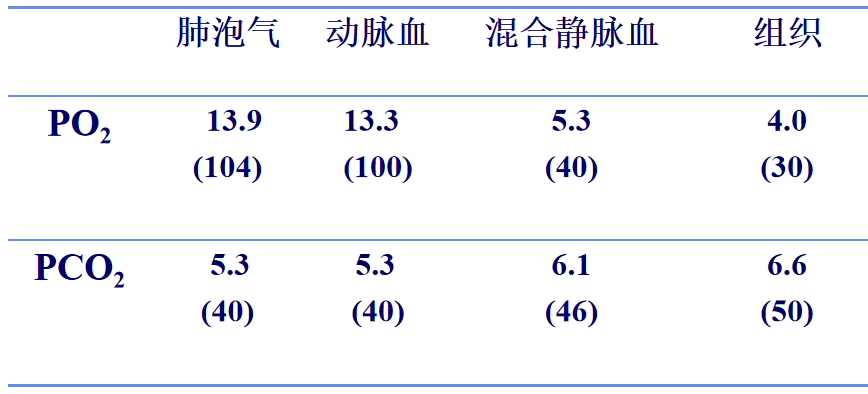 肺泡气 动脉血 混合静脉血 组织
PO₂ 13.9 13.3 5.3 4.0
(104) (100) (40) (30)
PCO₂ 5.3 5.3 6.1 6.6
(40) (40) (46) (50)